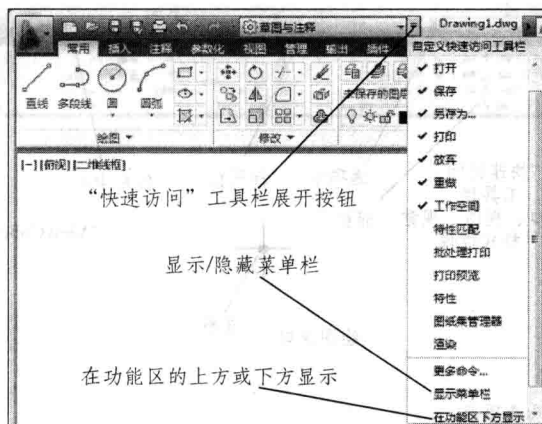 草图与注释
Drawing1.dwg
常用 插入 注释 参数化 视图 管理 输出 插件
自定义快速访问工具栏
直线 多段线 圆 圆弧
未保存的图层
绘图 修改
[-][俯视][二维线框]
✓ 打开
✓ 保存
✓ 另存为...
✓ 打印
✓ 放弃
✓ 重做
✓ 工作空间
特性匹配
批处理打印
打印预览
特性
图纸集管理器
渲染
更多命令...
显示菜单栏
在功能区下方显示
“快速访问”工具栏展开按钮
显示/隐藏菜单栏
在功能区的上方或下方显示